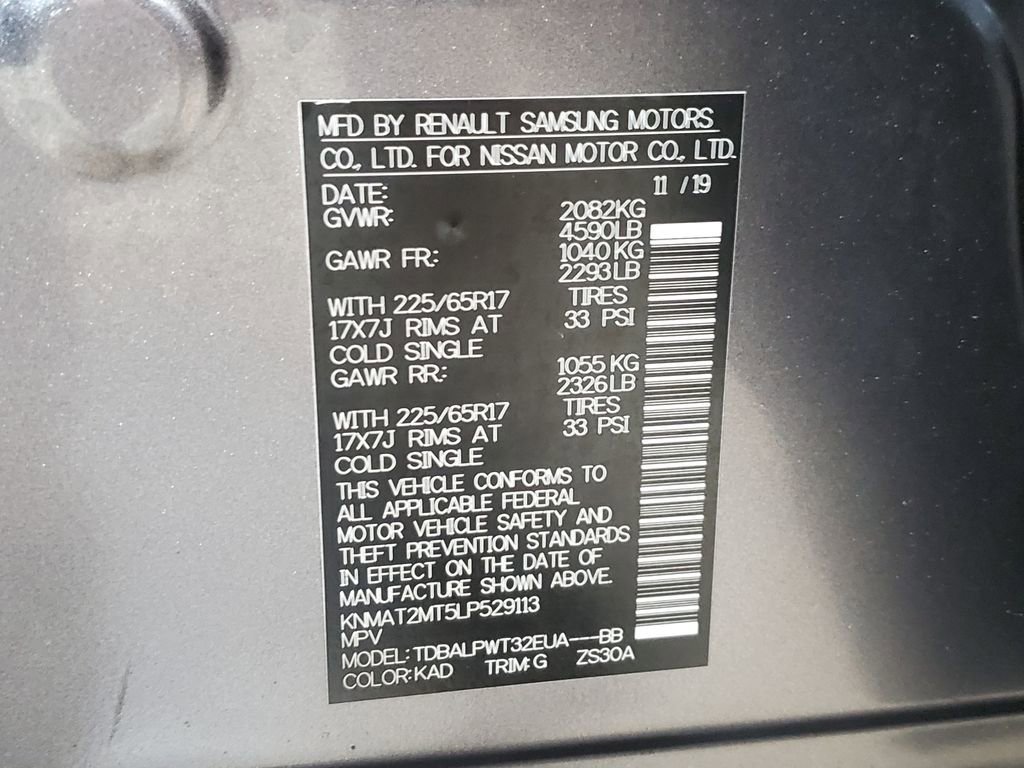 MFD BY RENAULT SAMSUNG MOTORS
CO., LTD. FOR NISSAN MOTOR CO., LTD.
DATE: 11 / 19
GVWR: 2082KG
4590LB
GAWR FR: 1040KG
2293LB
WITH 225/65R17 TIRES
17X7J RIMS AT 33 PSI
COLD SINGLE
GAWR RR: 1055KG
2326LB
WITH 225/65R17 TIRES
17X7J RIMS AT 33 PSI
COLD SINGLE
THIS VEHICLE CONFORMS TO
ALL APPLICABLE FEDERAL
MOTOR VEHICLE SAFETY AND
THEFT PREVENTION STANDARDS
IN EFFECT ON THE DATE OF
MANUFACTURE SHOWN ABOVE.
KNMAT2MT5LP529113
MPV
MODEL: TDBALPWT32EUA---BB
COLOR:KAD TRIM:G ZS30A